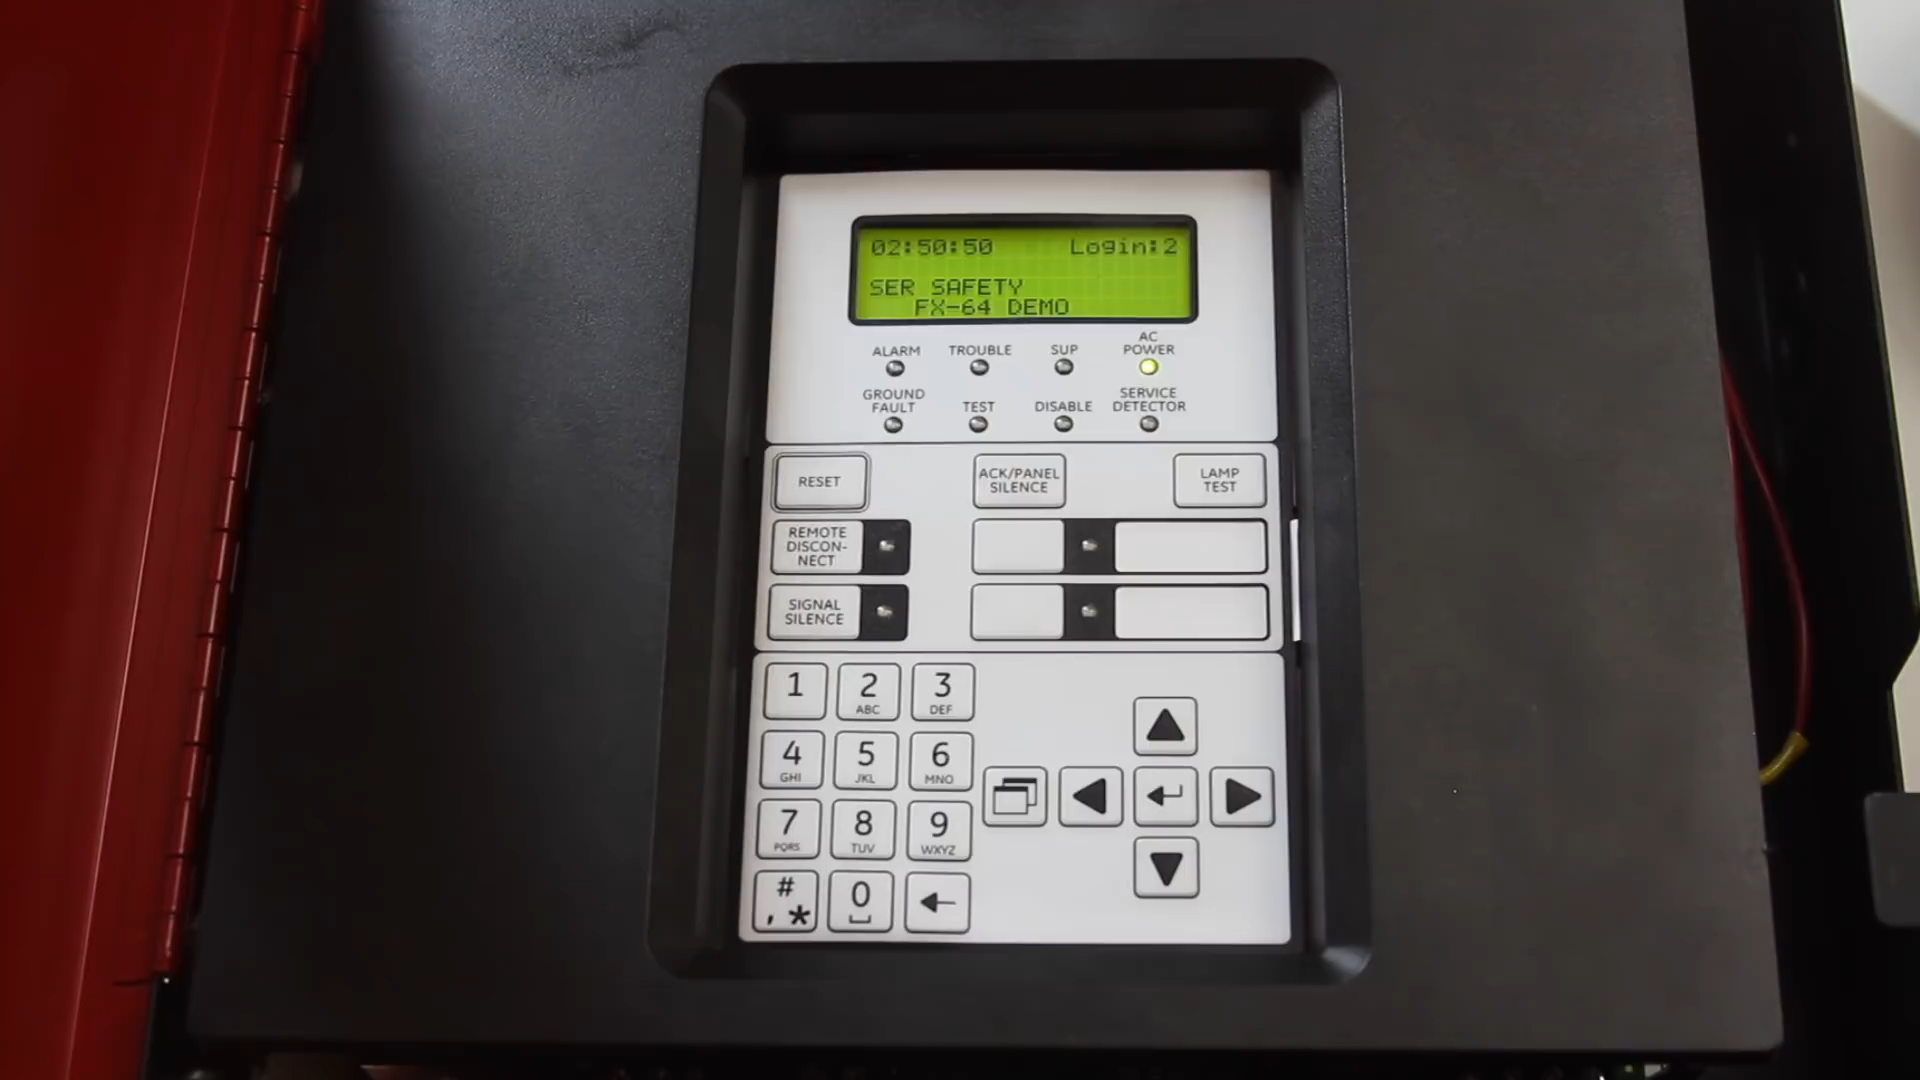 02:50:50 Login:2
SER SAFETY
FX-64 DEMO
ALARM
TROUBLE
SUP
AC
POWER
GROUND
FAULT
TEST
DISABLE
SERVICE
DETECTOR
RESET
ACK/PANEL
SILENCE
LAMP
TEST
REMOTE
DISCON-
NECT
SIGNAL
SILENCE
1
2
ABC
3
DEF
4
GHI
5
JKL
6
MNO
7
PQRS
8
TUV
9
WXYZ
#
, *
0